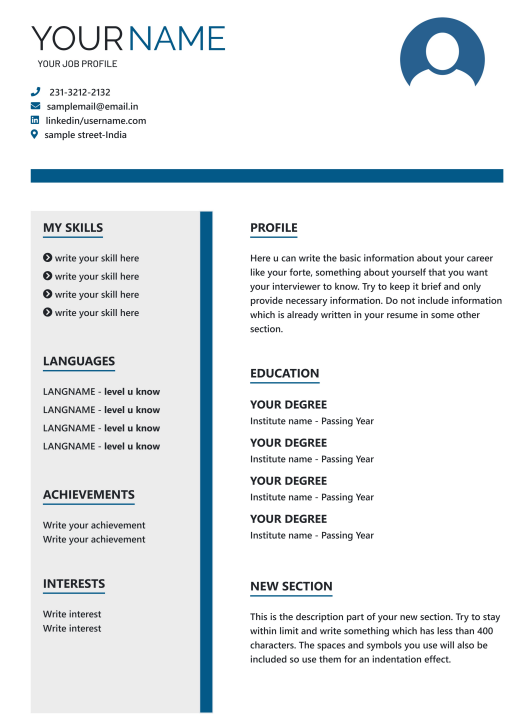 YOUR NAME
YOUR JOB PROFILE
231-3212-2132
samplemail@email.in
linkedin/username.com
sample street-India
MY SKILLS
write your skill here
write your skill here
write your skill here
write your skill here
LANGUAGES
LANGNAME - level u know
LANGNAME - level u know
LANGNAME - level u know
LANGNAME - level u know
ACHIEVEMENTS
Write your achievement
Write your achievement
INTERESTS
Write interest
Write interest
PROFILE
Here u can write the basic information about your career
like your forte, something about yourself that you want
your interviewer to know. Try to keep it brief and only
provide necessary information. Do not include information
which is already written in your resume in some other
section.
EDUCATION
YOUR DEGREE
Institute name - Passing Year
YOUR DEGREE
Institute name - Passing Year
YOUR DEGREE
Institute name - Passing Year
YOUR DEGREE
Institute name - Passing Year
NEW SECTION
This is the description part of your new section. Try to stay
within limit and write something which has less than 400
characters. The spaces and symbols you use will also be
included so use them for an indentation effect.